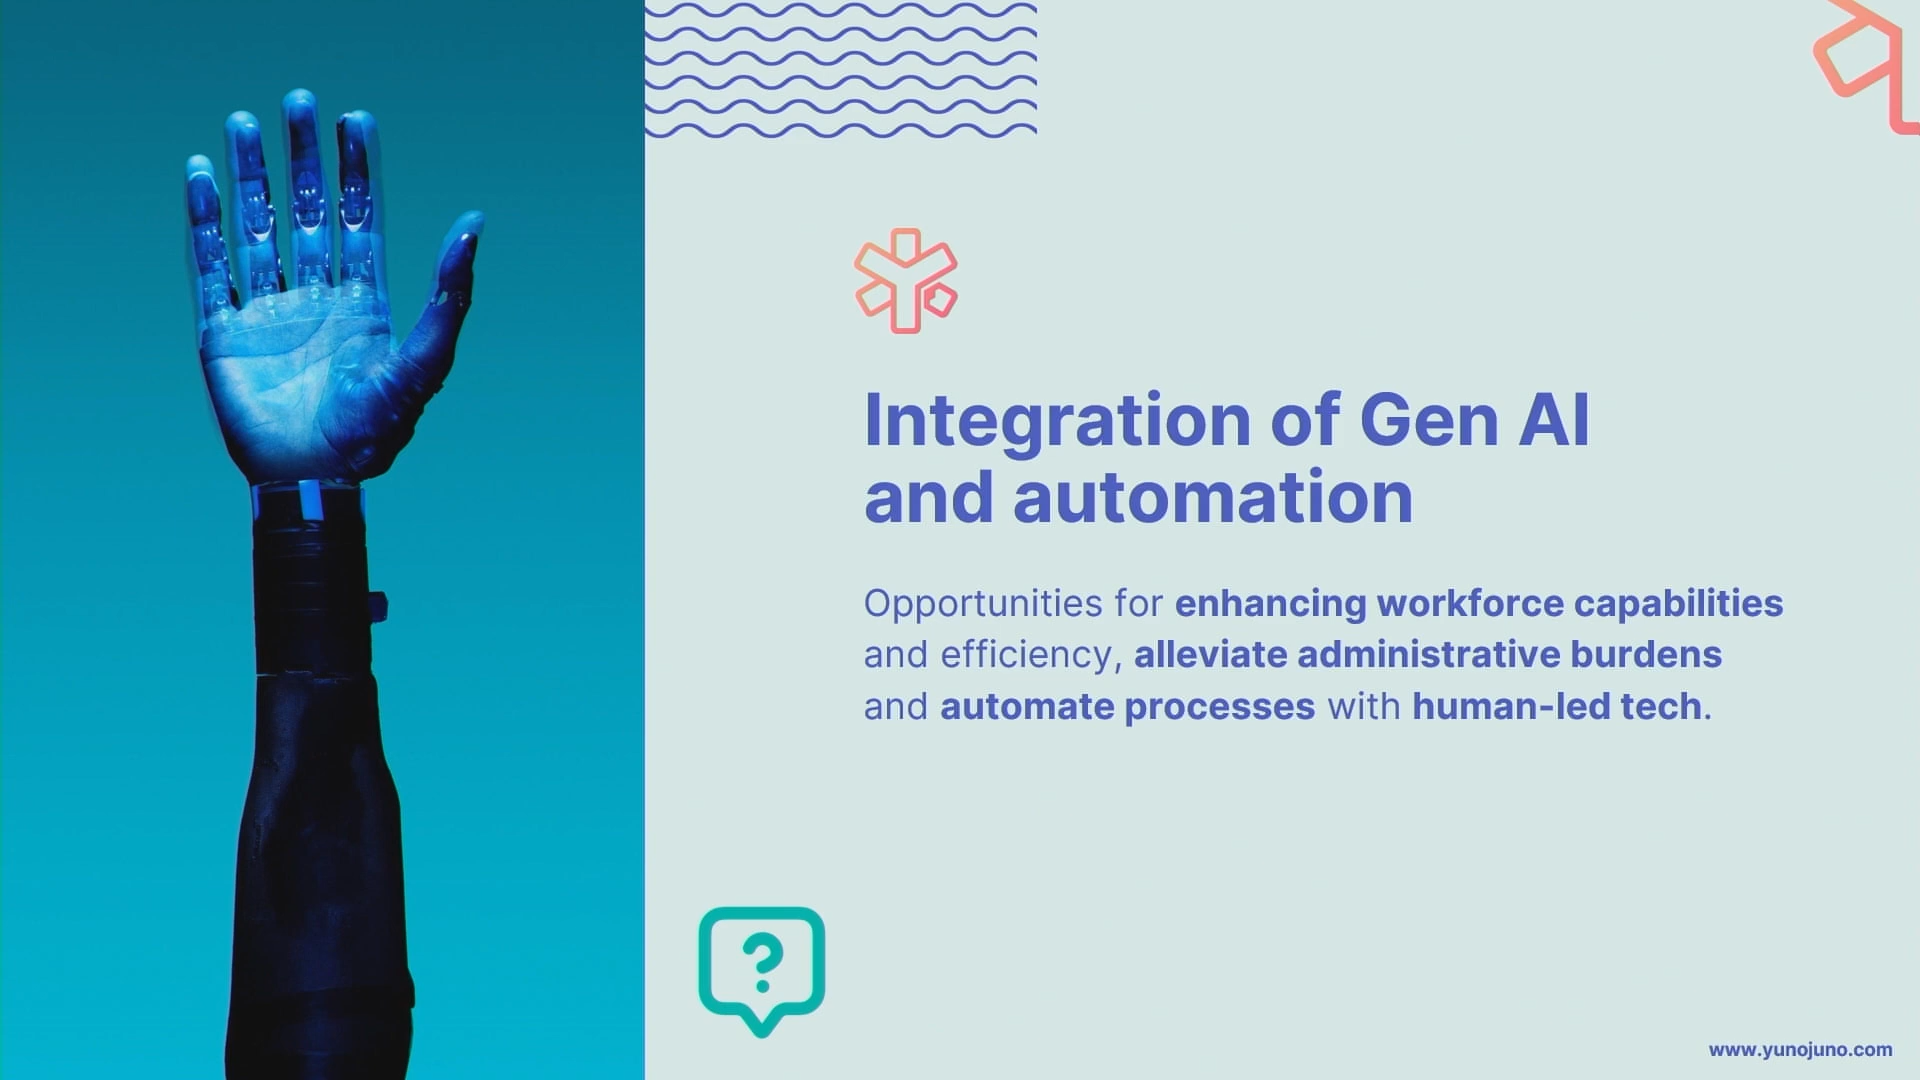 Integration of Gen AI
and automation
Opportunities for enhancing workforce capabilities
and efficiency, alleviate administrative burdens
and automate processes with human-led tech.
?
www.yunojuno.com